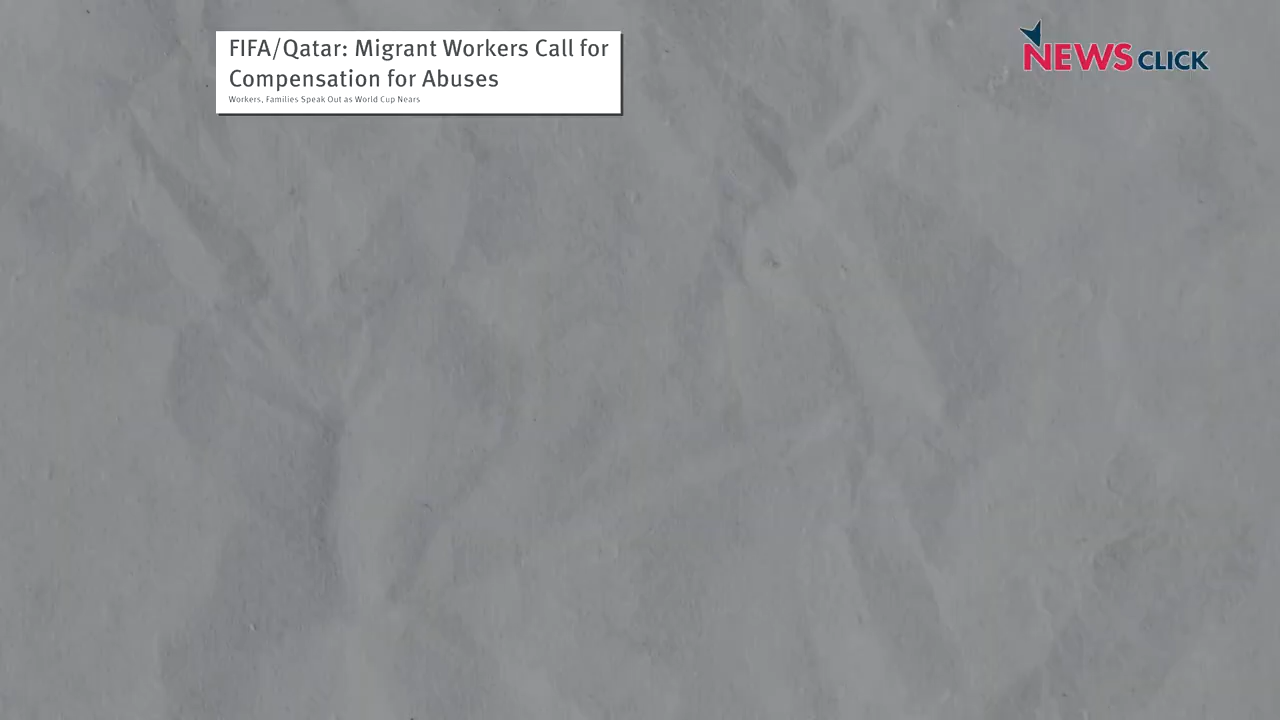 FIFA/Qatar: Migrant Workers Call for
Compensation for Abuses
Workers, Families Speak Out as World Cup Nears
NEWSCLICK